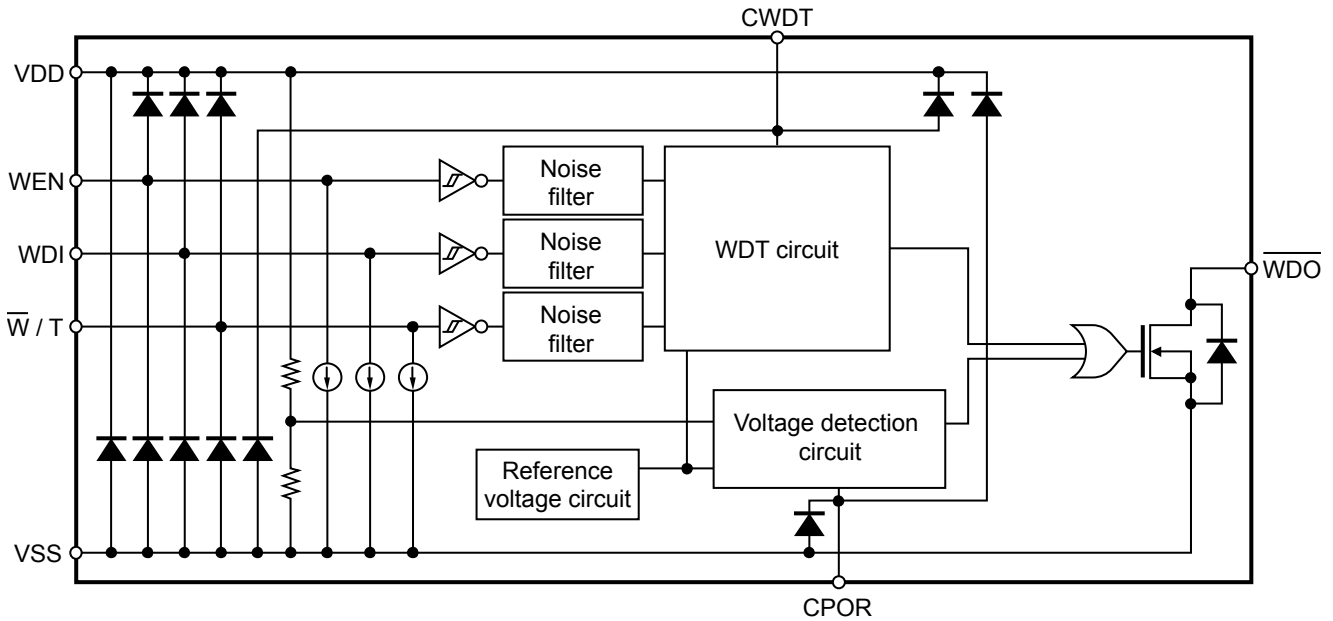 CWDT
VDD
WEN
Noise
filter
WDI
Noise
filter
WDT circuit
W̅ / T
Noise
filter
W̅D̅O̅
Voltage detection
circuit
Reference
voltage circuit
VSS
CPOR